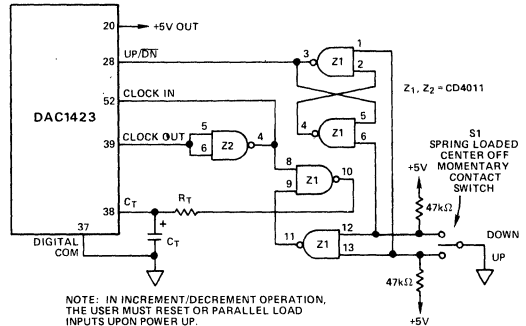 20
+5V OUT
1
28
UP/DN
3
Z1
2
Z1, Z2 = CD4011
52
CLOCK IN
DAC1423
5
4
Z1
6
39
CLOCK OUT
5
6
Z2
4
S1
SPRING LOADED
CENTER OFF
MOMENTARY
CONTACT
SWITCH
+5V
8
9
Z1
10
38
CT
RT
47kΩ
+
CT
12
11
Z1
13
DOWN
UP
37
DIGITAL
COM
47kΩ
+5V
NOTE: IN INCREMENT/DECREMENT OPERATION,
THE USER MUST RESET OR PARALLEL LOAD
INPUTS UPON POWER UP.